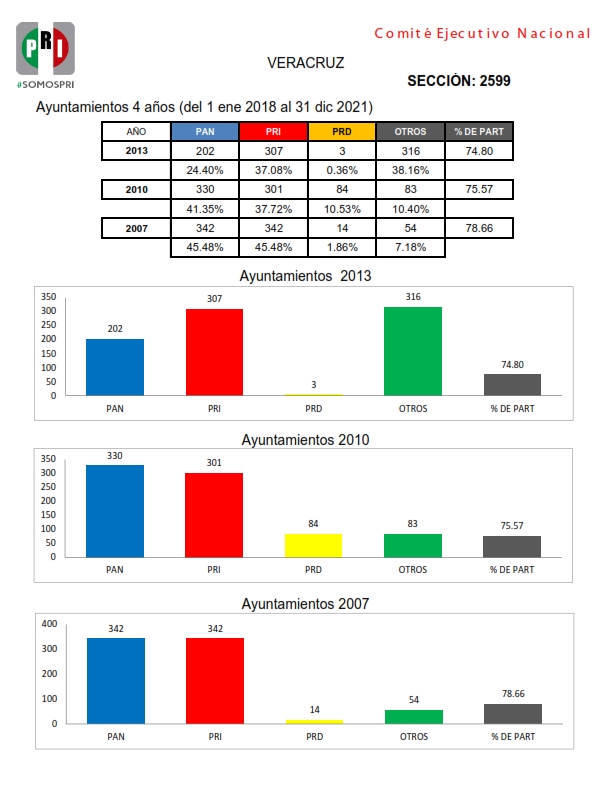 Comité Ejecutivo Nacional
PRI
#SOMOSPRI
VERACRUZ
SECCIÓN: 2599
Ayuntamientos 4 años (del 1 ene 2018 al 31 dic 2021)
AÑO PAN PRI PRD OTROS % DE PART
2013 202 307 3 316 74.80
24.40% 37.08% 0.36% 38.16%
2010 330 301 84 83 75.57
41.35% 37.72% 10.53% 10.40%
2007 342 342 14 54 78.66
45.48% 45.48% 1.86% 7.18%
Ayuntamientos 2013
350
300
250
200
150
100
50
0
202 307 3 316 74.80
PAN PRI PRD OTROS % DE PART
Ayuntamientos 2010
350
300
250
200
150
100
50
0
330 301 84 83 75.57
PAN PRI PRD OTROS % DE PART
Ayuntamientos 2007
400
300
200
100
0
342 342 14 54 78.66
PAN PRI PRD OTROS % DE PART